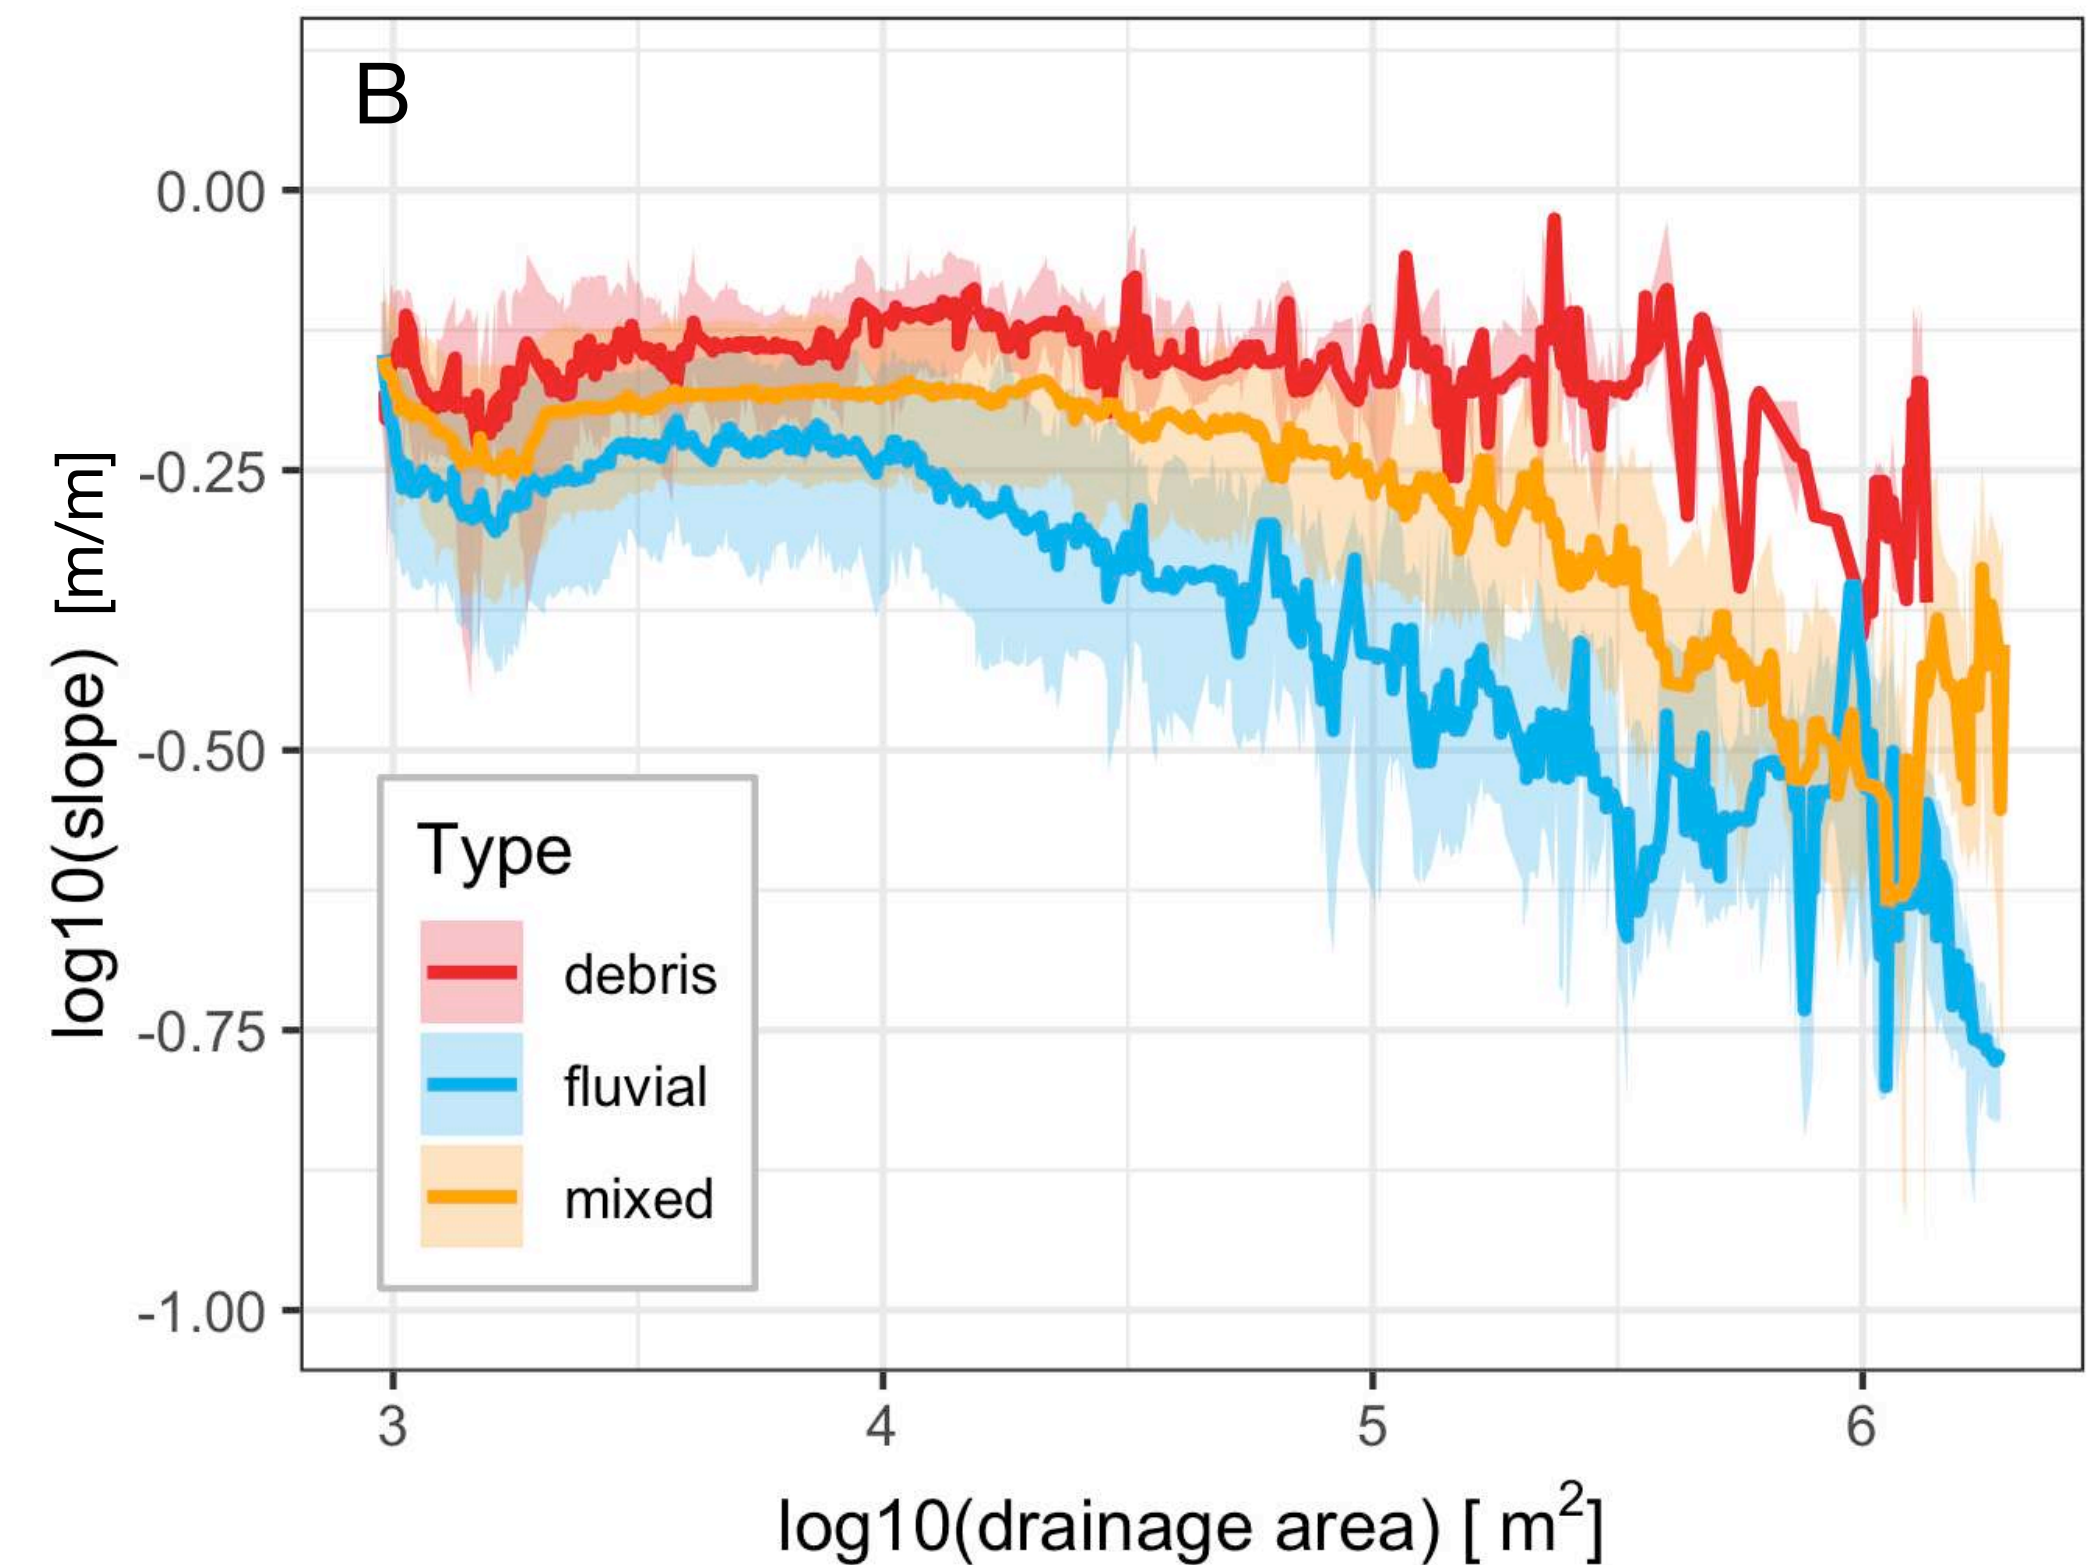 B
0.00
-0.25
-0.50
-0.75
-1.00
log10(slope) [m/m]
Type
debris
fluvial
mixed
3 4 5 6
log10(drainage area) [ m²]